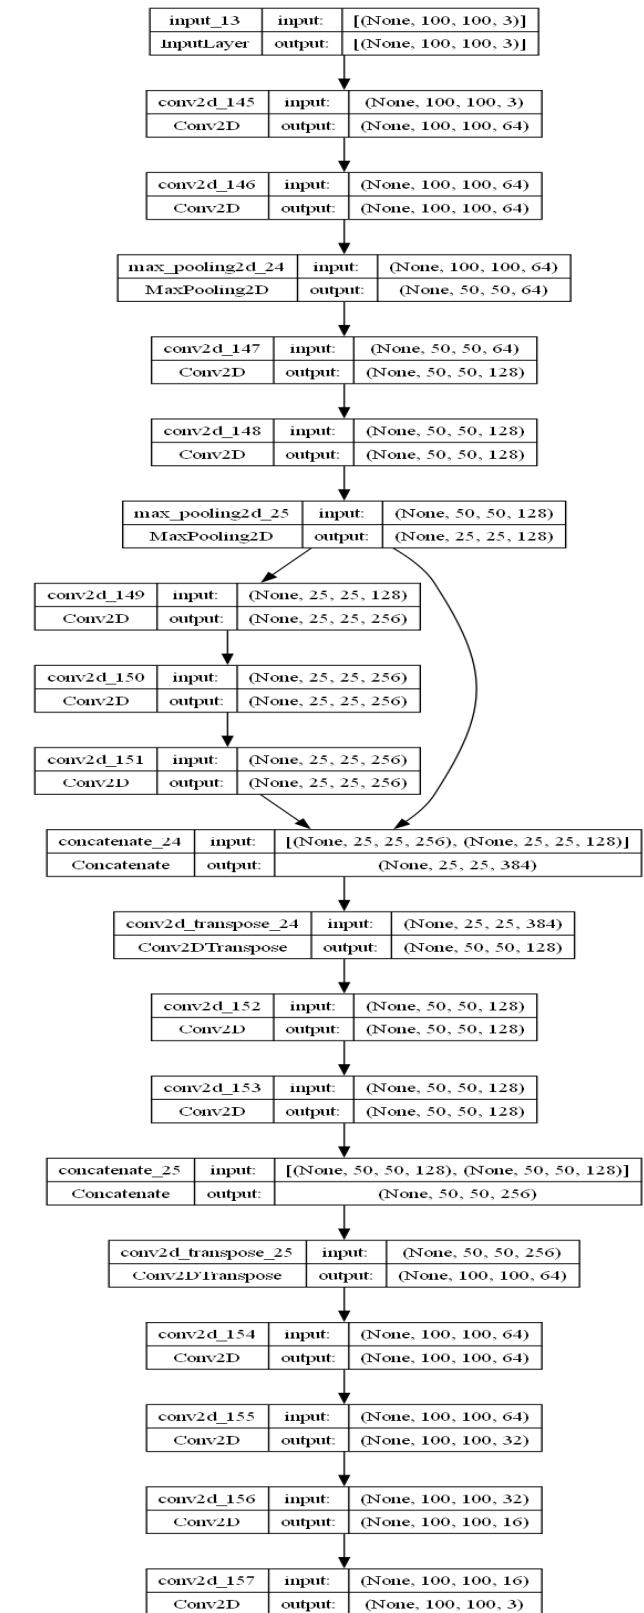 input_13 input: [(None, 100, 100, 3)]
InputLayer output: [(None, 100, 100, 3)]
conv2d_145 input: (None, 100, 100, 3)
Conv2D output: (None, 100, 100, 64)
conv2d_146 input: (None, 100, 100, 64)
Conv2D output: (None, 100, 100, 64)
max_pooling2d_24 input: (None, 100, 100, 64)
MaxPooling2D output: (None, 50, 50, 64)
conv2d_147 input: (None, 50, 50, 64)
Conv2D output: (None, 50, 50, 128)
conv2d_148 input: (None, 50, 50, 128)
Conv2D output: (None, 50, 50, 128)
max_pooling2d_25 input: (None, 50, 50, 128)
MaxPooling2D output: (None, 25, 25, 128)
conv2d_149 input: (None, 25, 25, 128)
Conv2D output: (None, 25, 25, 256)
conv2d_150 input: (None, 25, 25, 256)
Conv2D output: (None, 25, 25, 256)
conv2d_151 input: (None, 25, 25, 256)
Conv2D output: (None, 25, 25, 256)
concatenate_24 input: [(None, 25, 25, 256), (None, 25, 25, 128)]
Concatenate output: (None, 25, 25, 384)
conv2d_transpose_24 input: (None, 25, 25, 384)
Conv2DTranspose output: (None, 50, 50, 128)
conv2d_152 input: (None, 50, 50, 128)
Conv2D output: (None, 50, 50, 128)
conv2d_153 input: (None, 50, 50, 128)
Conv2D output: (None, 50, 50, 128)
concatenate_25 input: [(None, 50, 50, 128), (None, 50, 50, 128)]
Concatenate output: (None, 50, 50, 256)
conv2d_transpose_25 input: (None, 50, 50, 256)
Conv2DTranspose output: (None, 100, 100, 64)
conv2d_154 input: (None, 100, 100, 64)
Conv2D output: (None, 100, 100, 64)
conv2d_155 input: (None, 100, 100, 64)
Conv2D output: (None, 100, 100, 32)
conv2d_156 input: (None, 100, 100, 32)
Conv2D output: (None, 100, 100, 16)
conv2d_157 input: (None, 100, 100, 16)
Conv2D output: (None, 100, 100, 3)